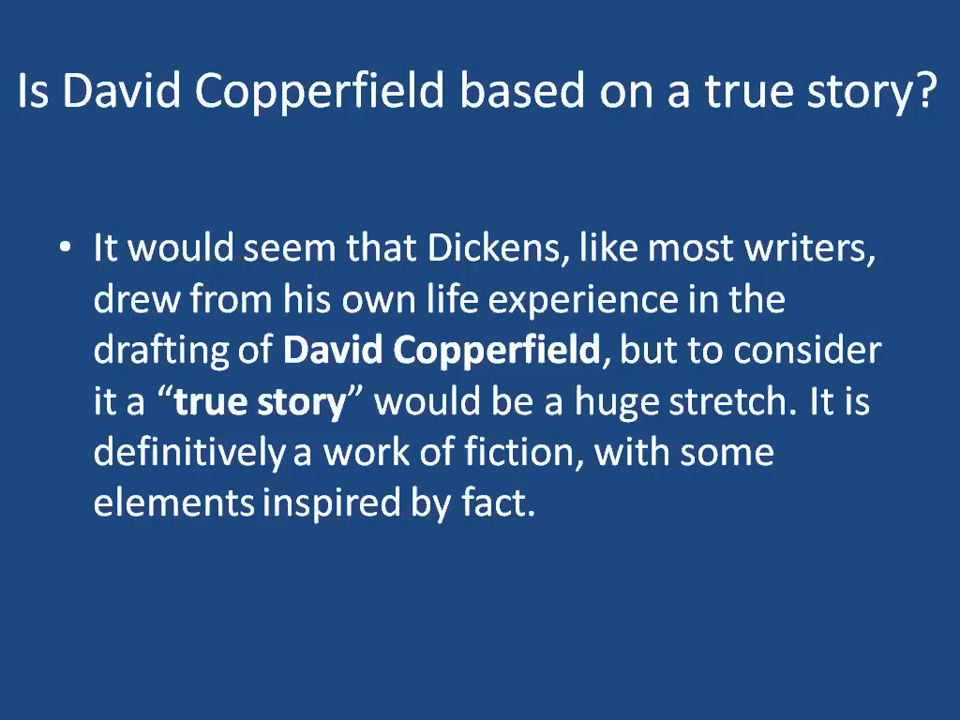 Is David Copperfield based on a true story?
• It would seem that Dickens, like most writers,
drew from his own life experience in the
drafting of David Copperfield, but to consider
it a “true story” would be a huge stretch. It is
definitively a work of fiction, with some
elements inspired by fact.